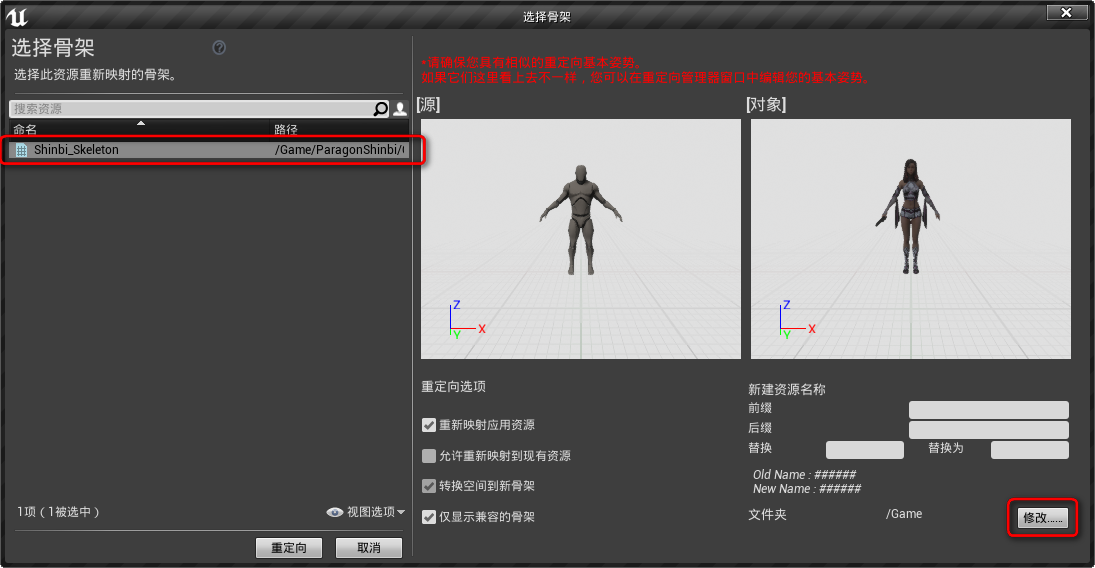 选择骨架
选择骨架
选择此资源重新映射的骨架。
搜索资源
命名 路径
Shinbi_Skeleton /Game/ParagonShinbi/
1项（1被选中） 视图选项
重定向 取消
*请确保您具有相似的重定向基本姿势。
如果它们这里看上去不一样，您可以在重定向管理器窗口中编辑您的基本姿势。
[源] [对象]
Z X Y
Z X Y
重定向选项
重新映射应用资源
允许重新映射到现有资源
转换空间到新骨架
仅显示兼容的骨架
新建资源名称
前缀
后缀
替换 替换为
Old Name : ######
New Name : ######
文件夹 /Game 修改.....